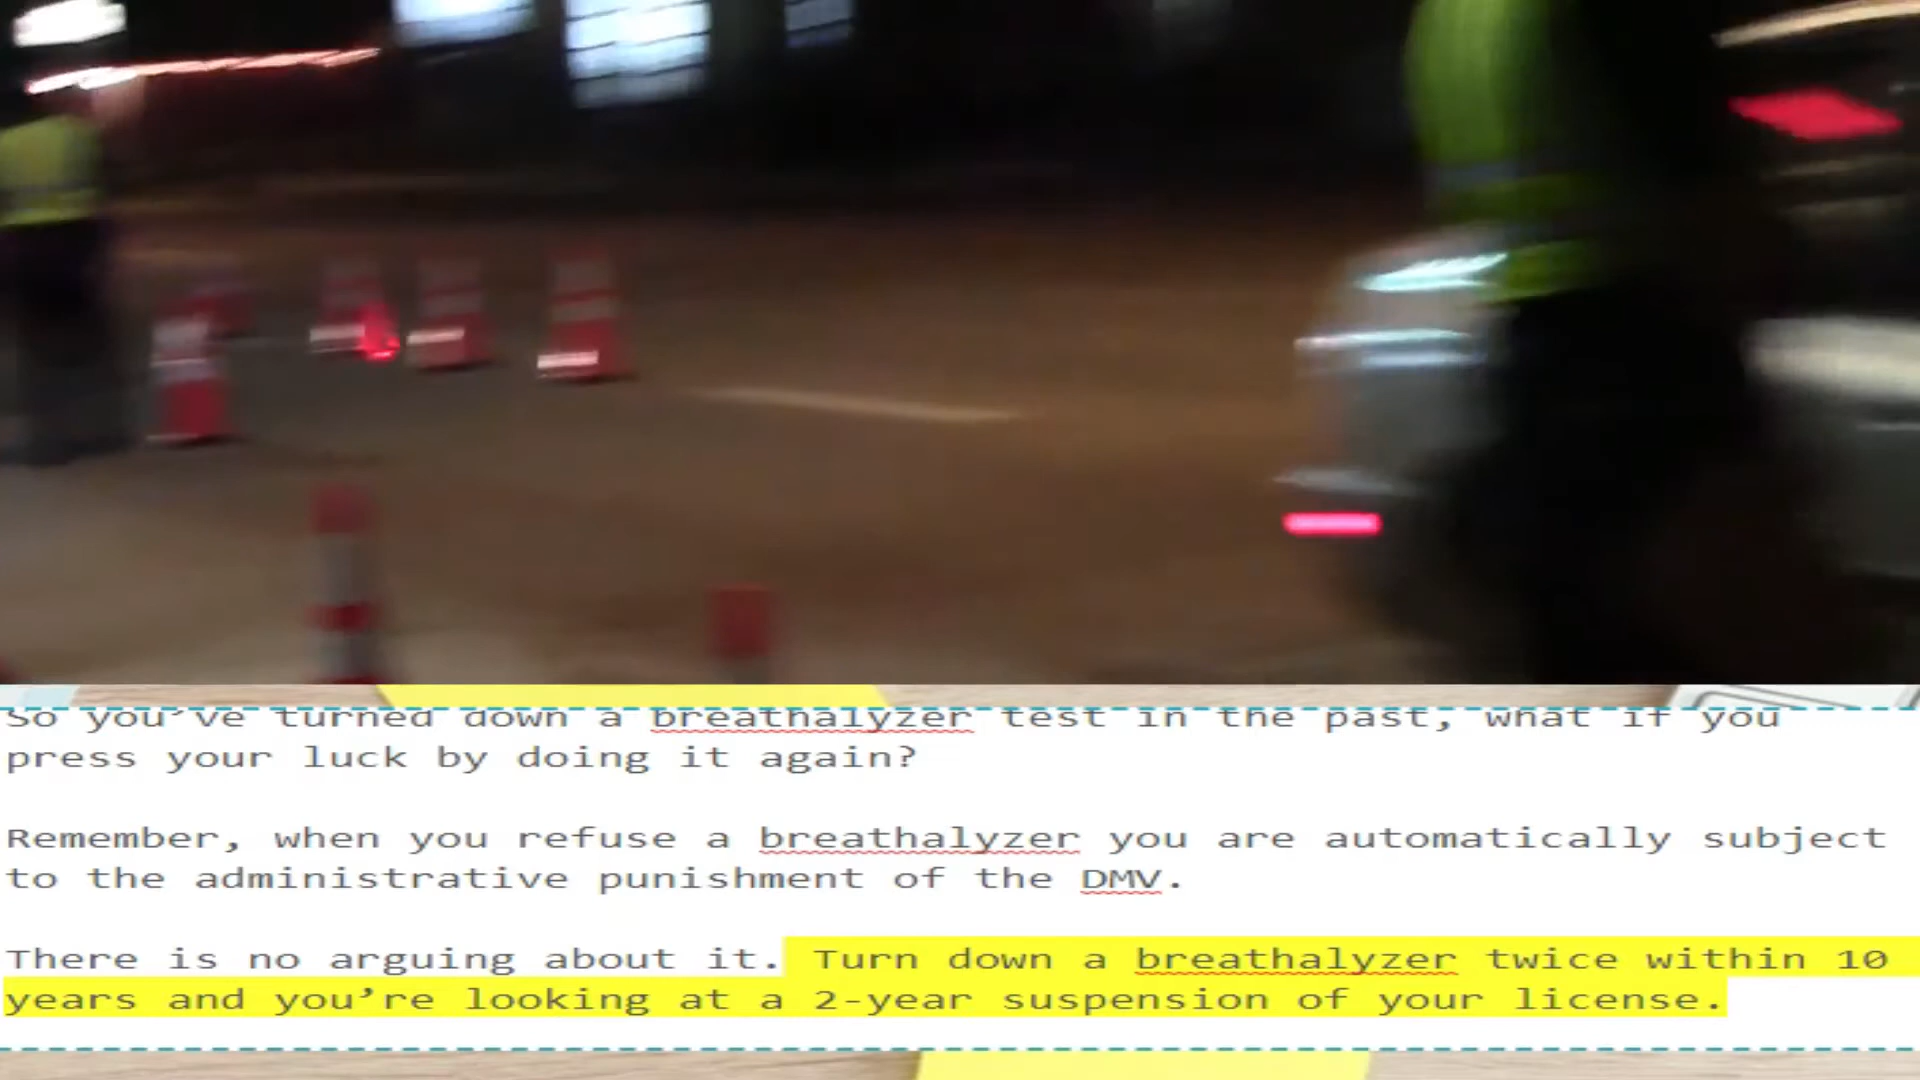 So you've turned down a breathalyzer test in the past, what if you
press your luck by doing it again?
Remember, when you refuse a breathalyzer you are automatically subject
to the administrative punishment of the DMV.
There is no arguing about it. Turn down a breathalyzer twice within 10
years and you’re looking at a 2-year suspension of your license.